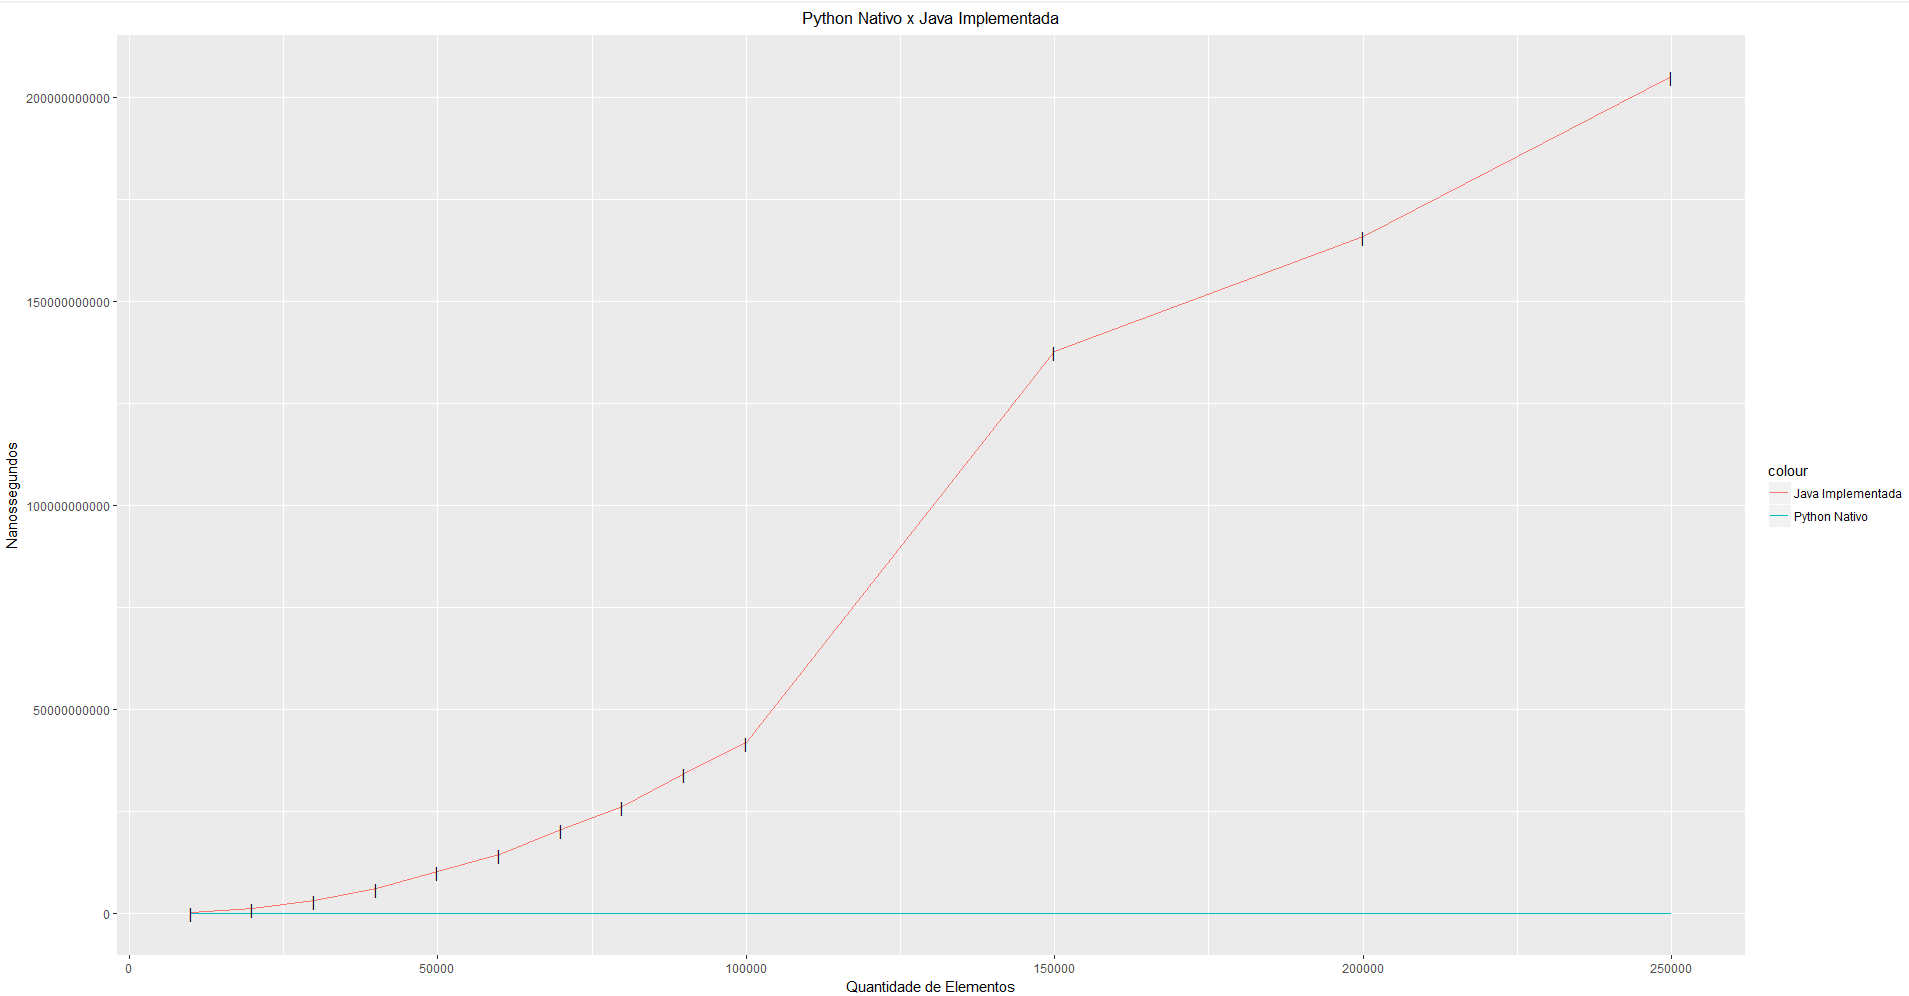 Python Nativo x Java Implementada
200000000000
150000000000
100000000000
50000000000
0
Nanossegundos
0
50000
100000
150000
200000
250000
Quantidade de Elementos
colour
Java Implementada
Python Nativo